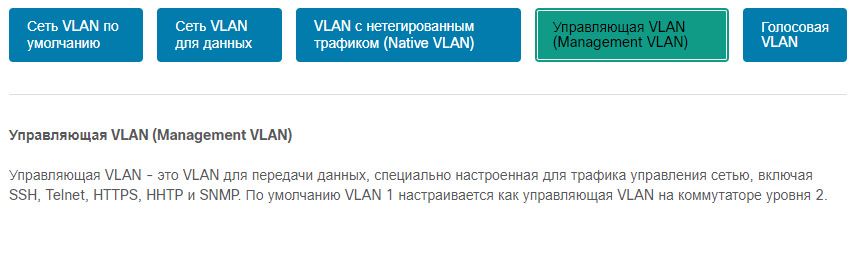 Сеть VLAN по
умолчанию
Сеть VLAN
для данных
VLAN с нетегированным
трафиком (Native VLAN)
Управляющая VLAN
(Management VLAN)
Голосовая
VLAN
Управляющая VLAN (Management VLAN)
Управляющая VLAN - это VLAN для передачи данных, специально настроенная для трафика управления сетью, включая
SSH, Telnet, HTTPS, HHTP и SNMP. По умолчанию VLAN 1 настраивается как управляющая VLAN на коммутаторе уровня 2.